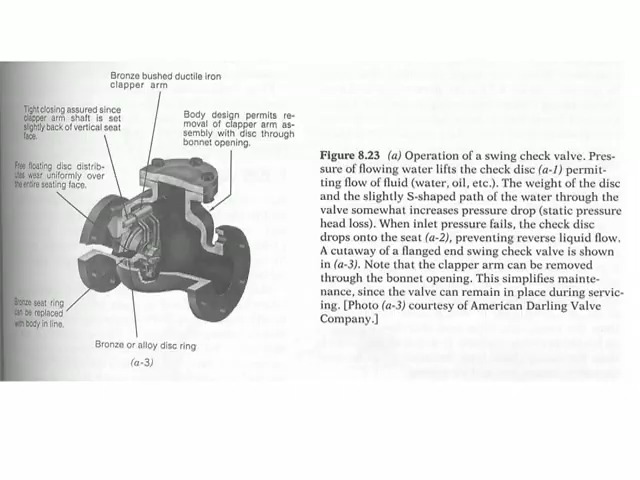 Bronze bushed ductile iron
clapper arm
Tight closing assured since
clapper arm shaft is set
slightly back of vertical seat
face.
Body design permits re-
moval of clapper arm as-
sembly with disc through
bonnet opening.
Free floating disc distrib-
utes wear uniformly over
the entire seating face.
Bronze seat ring
can be replaced
with body in line.
Bronze or alloy disc ring
(a-3)
Figure 8.23 (a) Operation of a swing check valve. Pres-
sure of flowing water lifts the check disc (a-1) permit-
ting flow of fluid (water, oil, etc.). The weight of the disc
and the slightly S-shaped path of the water through the
valve somewhat increases pressure drop (static pressure
head loss). When inlet pressure fails, the check disc
drops onto the seat (a-2), preventing reverse liquid flow.
A cutaway of a flanged end swing check valve is shown
in (a-3). Note that the clapper arm can be removed
through the bonnet opening. This simplifies mainte-
nance, since the valve can remain in place during servic-
ing. [Photo (a-3) courtesy of American Darling Valve
Company.]